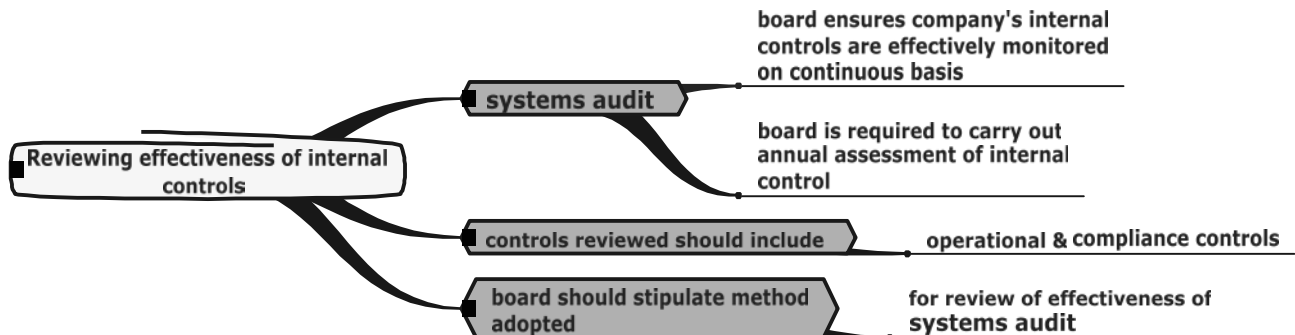 Reviewing effectiveness of internal
controls
systems audit
board ensures company's internal
controls are effectively monitored
on continuous basis
board is required to carry out
annual assessment of internal
control
controls reviewed should include
operational & compliance controls
board should stipulate method
adopted
for review of effectiveness of
systems audit